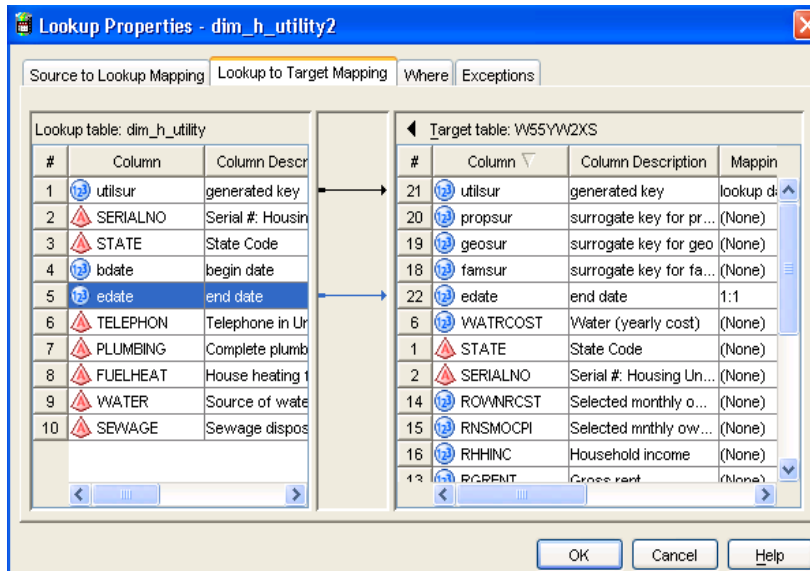 Lookup Properties - dim_h_utility2
Source to Lookup Mapping Lookup to Target Mapping Where Exceptions
Lookup table: dim_h_utility
# Column Column Descr
1 utilsur generated key
2 SERIALNO Serial #: Housin
3 STATE State Code
4 bdate begin date
5 edate end date
6 TELEPHON Telephone in Un
7 PLUMBING Complete plumb
8 FUELHEAT House heating f
9 WATER Source of wate
10 SEWAGE Sewage dispos
Target table: W55YW2XS
# Column Column Description Mappin
21 utilsur generated key lookup da
20 propsur surrogate key for pr... (None)
19 geosur surrogate key for geo (None)
18 famsur surrogate key for fa... (None)
22 edate end date 1:1
6 WATRCOST Water (yearly cost) (None)
1 STATE State Code (None)
2 SERIALNO Serial #: Housing Un... (None)
14 ROWNRCST Selected monthly o... (None)
15 RNSMOCPI Selected mnthly ow... (None)
16 RHHINC Household income (None)
13 RGRENT Gross rent (None)
OK Cancel Help